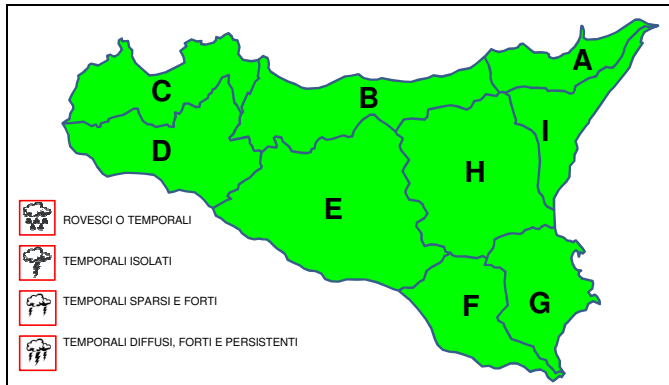 A
C
B
I
D
H
E
ROVESCI O TEMPORALI
TEMPORALI ISOLATI
F
G
TEMPORALI SPARSI E FORTI
TEMPORALI DIFFUSI, FORTI E PERSISTENTI